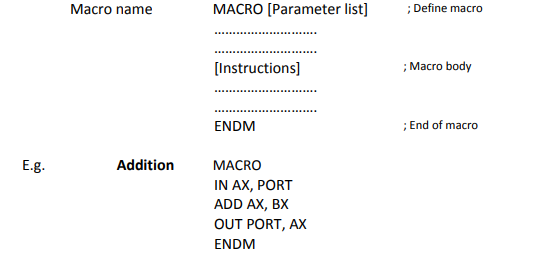 Macro name MACRO [Parameter list] ; Define macro
……………………….
……………………….
[Instructions] ; Macro body
……………………….
……………………….
ENDM ; End of macro
E.g. Addition MACRO
IN AX, PORT
ADD AX, BX
OUT PORT, AX
ENDM